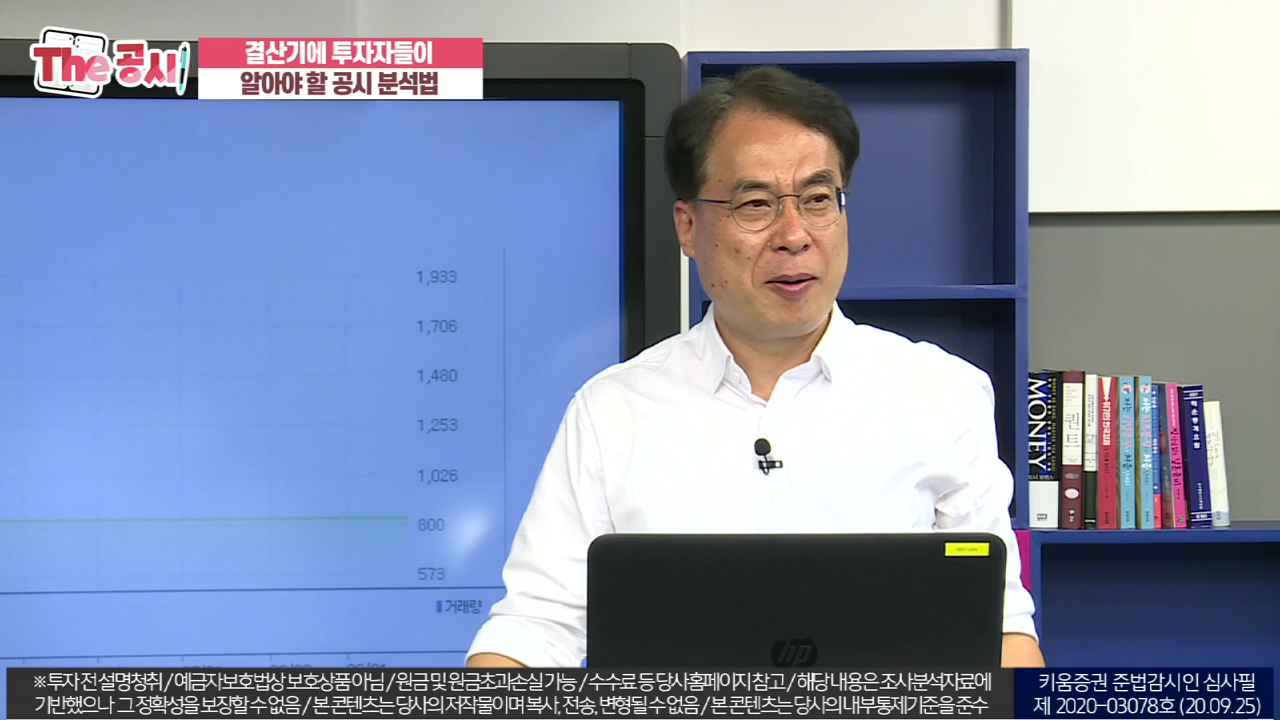 The 공시
결산기에 투자자들이
알아야 할 공시 분석법
1,933
1,706
1,480
1,253
1,026
800
573
거래량
MONEY
hp
※ 투자 전 설명청취 / 예금자보호법상 보호상품 아님 / 원금 및 원금초과손실 가능 / 수수료 등 당사홈페이지 참고 / 해당 내용은 조사분석자료에
기반했으나 그 정확성을 보장할 수 없음 / 본 콘텐츠는 당사의 저작물이며 복사, 전송, 변형될 수 없음 / 본 콘텐츠는 당사의 내부통제기준을 준수
키움증권 준법감시인 심사필
제 2020-03078호 (20.09.25)